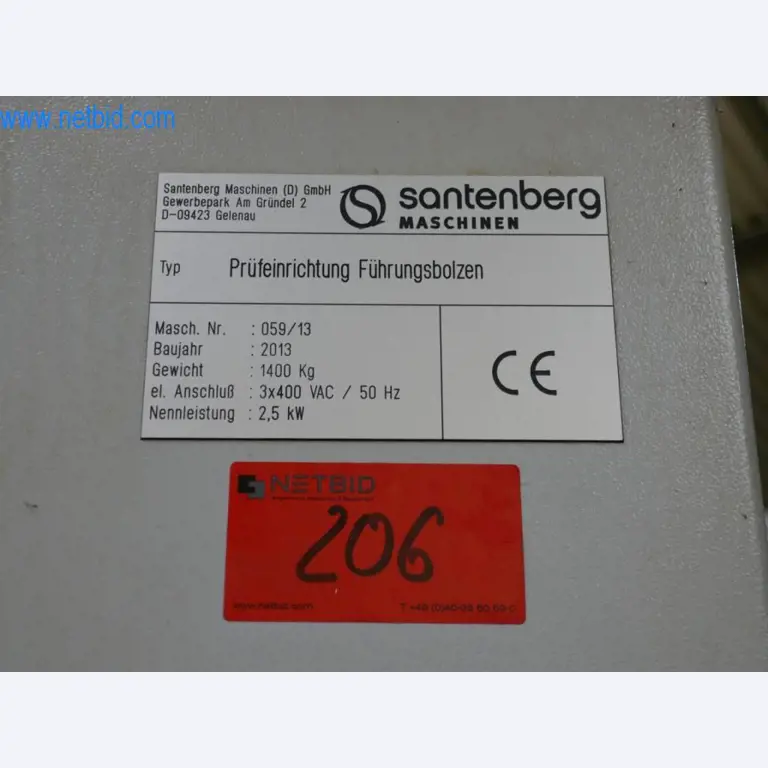 www.netbid.com
Santenberg Maschinen (D) GmbH
Gewerbepark Am Gründel 2
D-09423 Gelenau
santenberg
MASCHINEN
Typ Prüfeinrichtung Führungsbolzen
Masch. Nr. : 059/13
Baujahr : 2013
Gewicht : 1400 Kg
el. Anschluß : 3x400 VAC / 50 Hz
Nennleistung : 2,5 kW
CE
NETBID
206
www.netbid.com